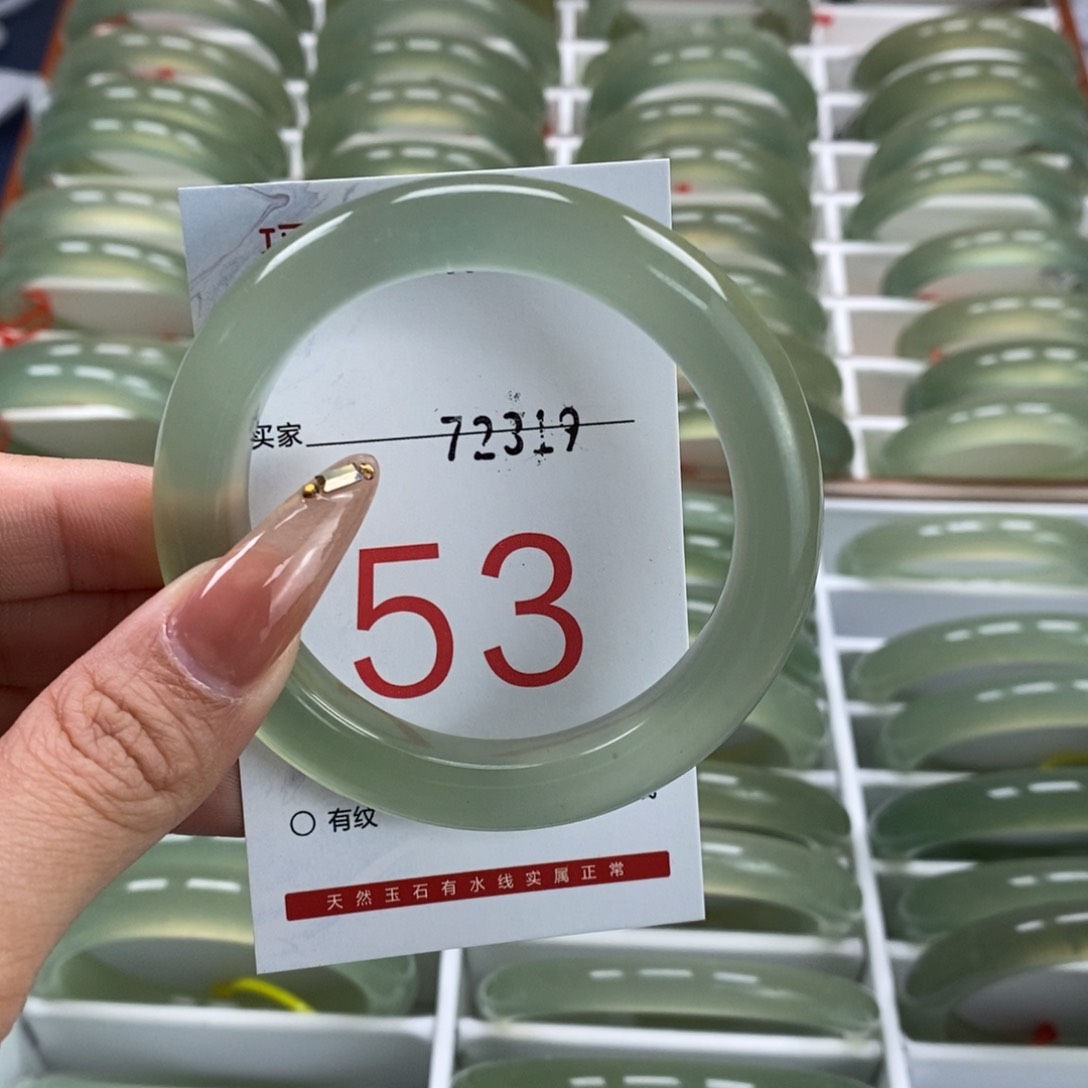 买家 72319
53
○ 有纹
天然玉石有水线实属正常